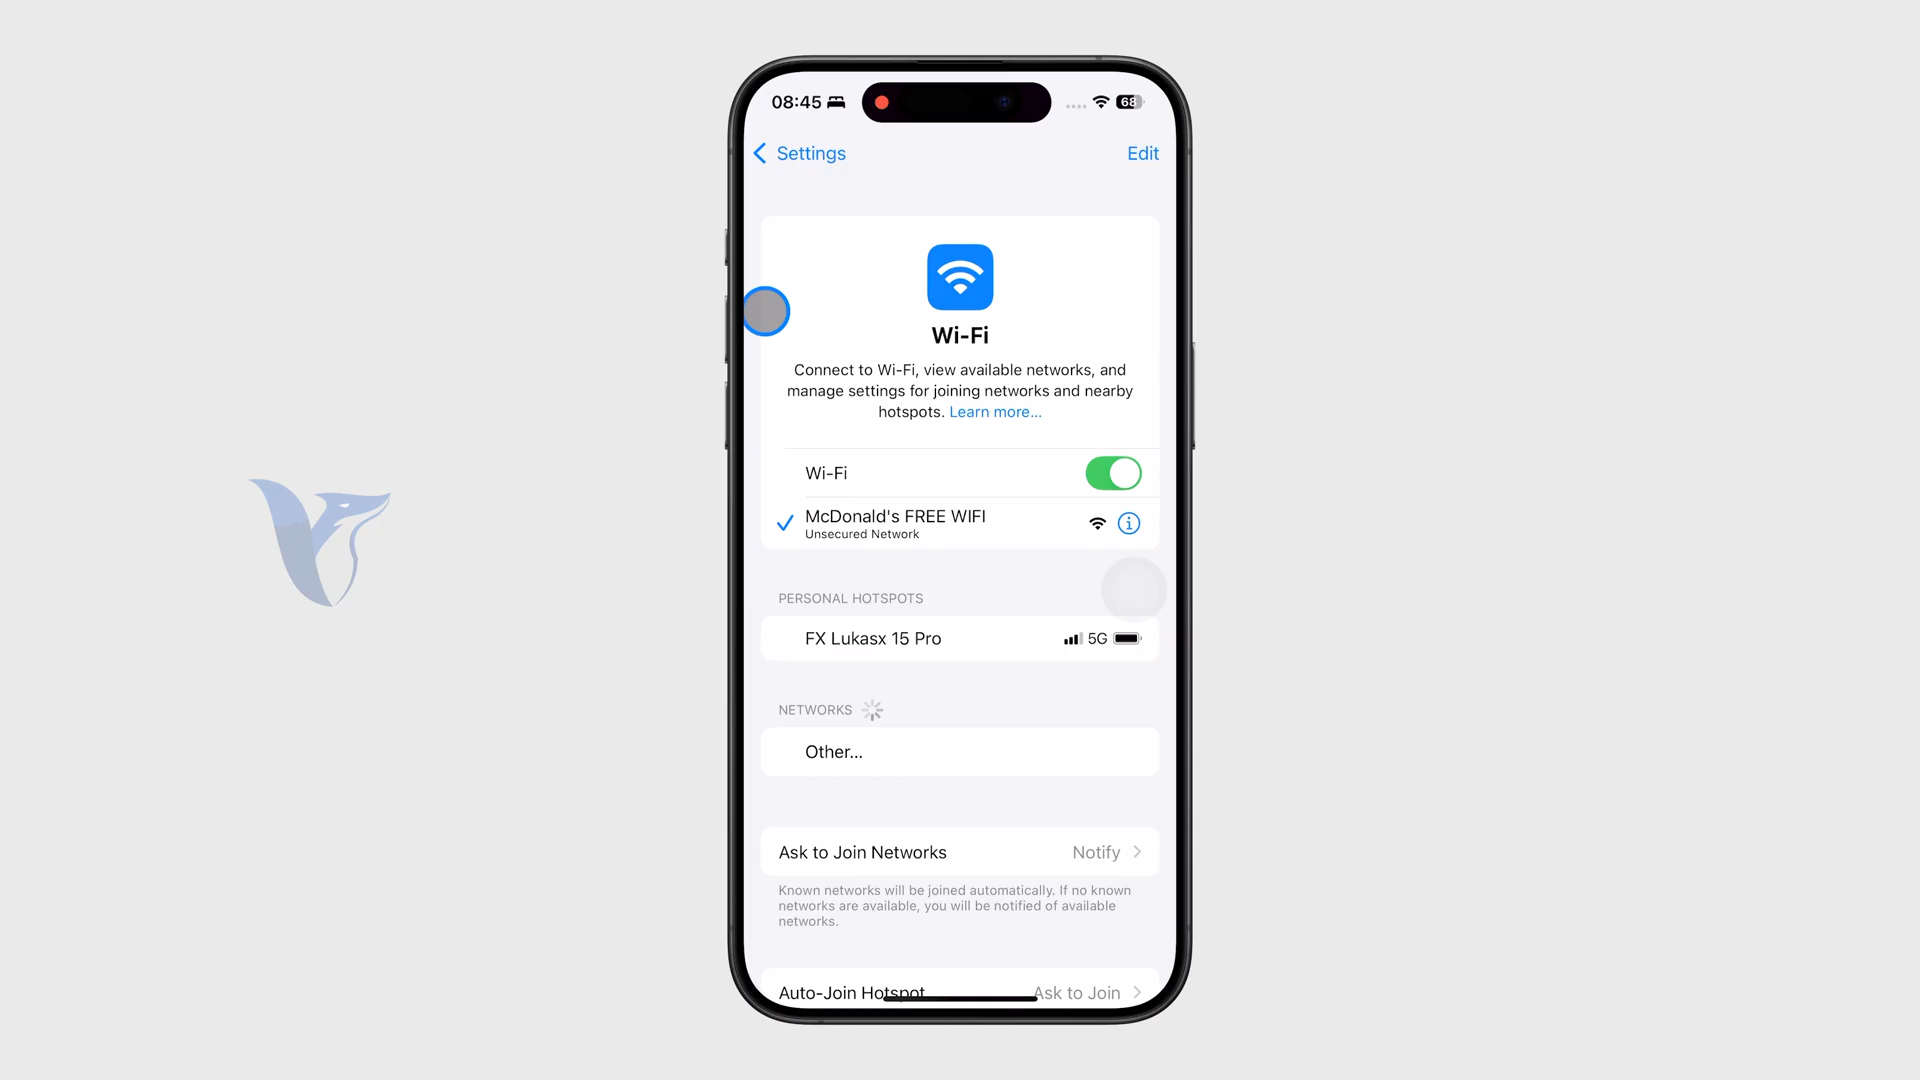 08:45
68
Settings
Edit
Wi-Fi
Connect to Wi-Fi, view available networks, and
manage settings for joining networks and nearby
hotspots. Learn more...
Wi-Fi
McDonald's FREE WIFI
Unsecured Network
PERSONAL HOTSPOTS
FX Lukasx 15 Pro
5G
NETWORKS
Other...
Ask to Join Networks
Notify
Known networks will be joined automatically. If no known
networks are available, you will be notified of available
networks.
Auto-Join Hotspot
Ask to Join